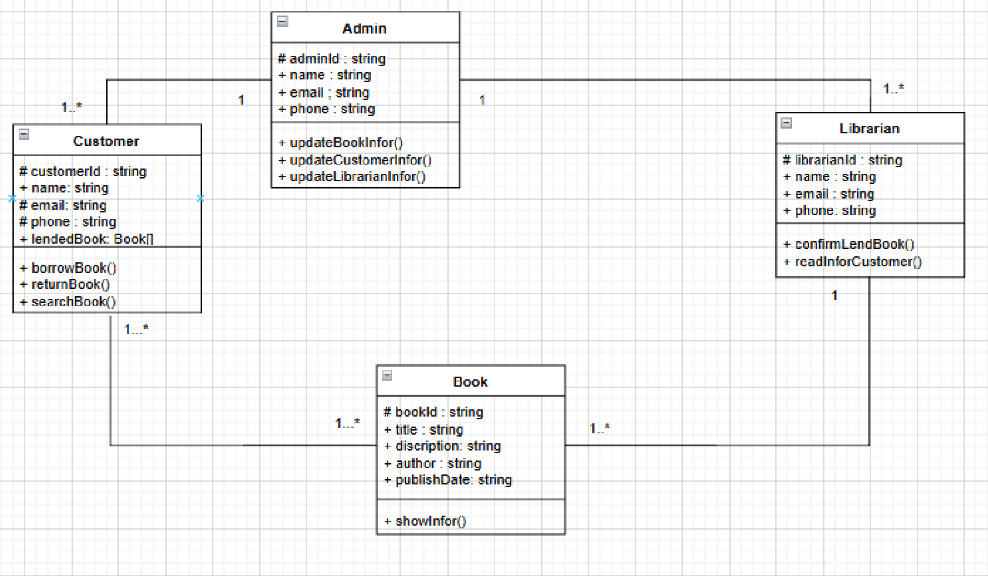 Admin
# adminId : string
+ name : string
+ email ; string
+ phone : string
+ updateBookInfor()
+ updateCustomerInfor()
+ updateLibrarianInfor()
1..*
1
1
1..*
Customer
# customerId : string
+ name: string
# email: string
# phone : string
+ lendedBook: Book[]
+ borrowBook()
+ returnBook()
+ searchBook()
Librarian
# librarianId : string
+ name : string
+ email : string
+ phone: string
+ confirmLendBook()
+ readInforCustomer()
1
1...*
Book
# bookId : string
+ title : string
+ discription: string
+ author : string
+ publishDate: string
+ showInfor()
1...*
1..*